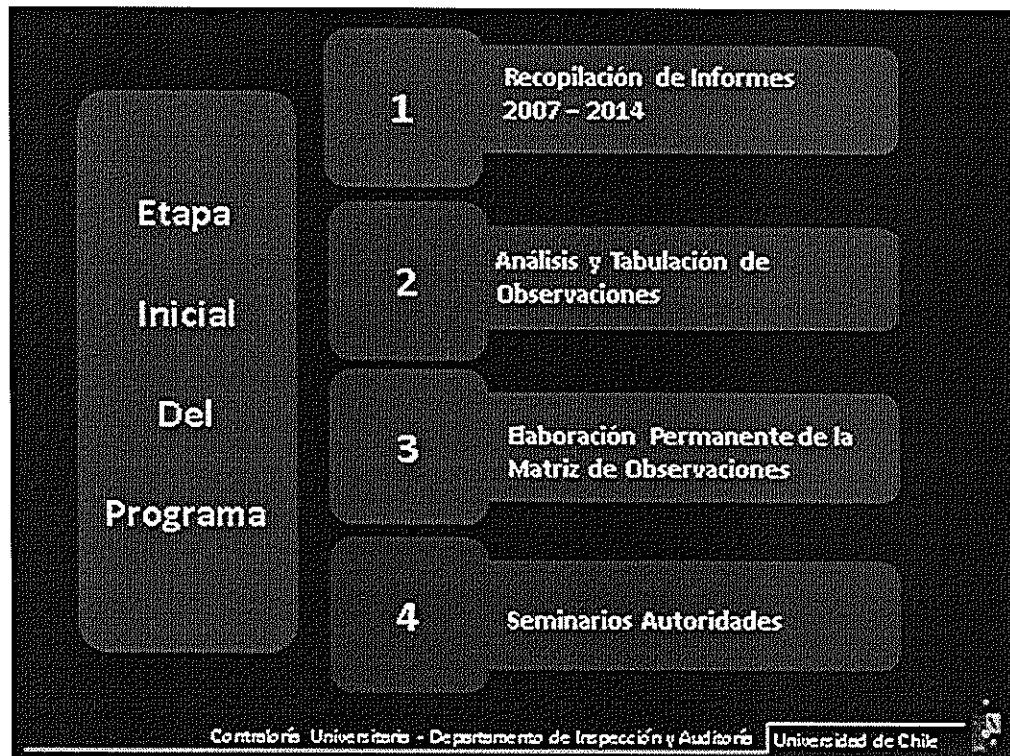 Etapa
Inicial
Del
Programa
1
Recopilación de Informes
2007 – 2014
2
Análisis y Tabulación de
Observaciones
3
Elaboración Permanente de la
Matriz de Observaciones
4
Seminarios Autoridades
Contraloría Universitaria - Departamento de Inspección y Auditoría
Universidad de Chile